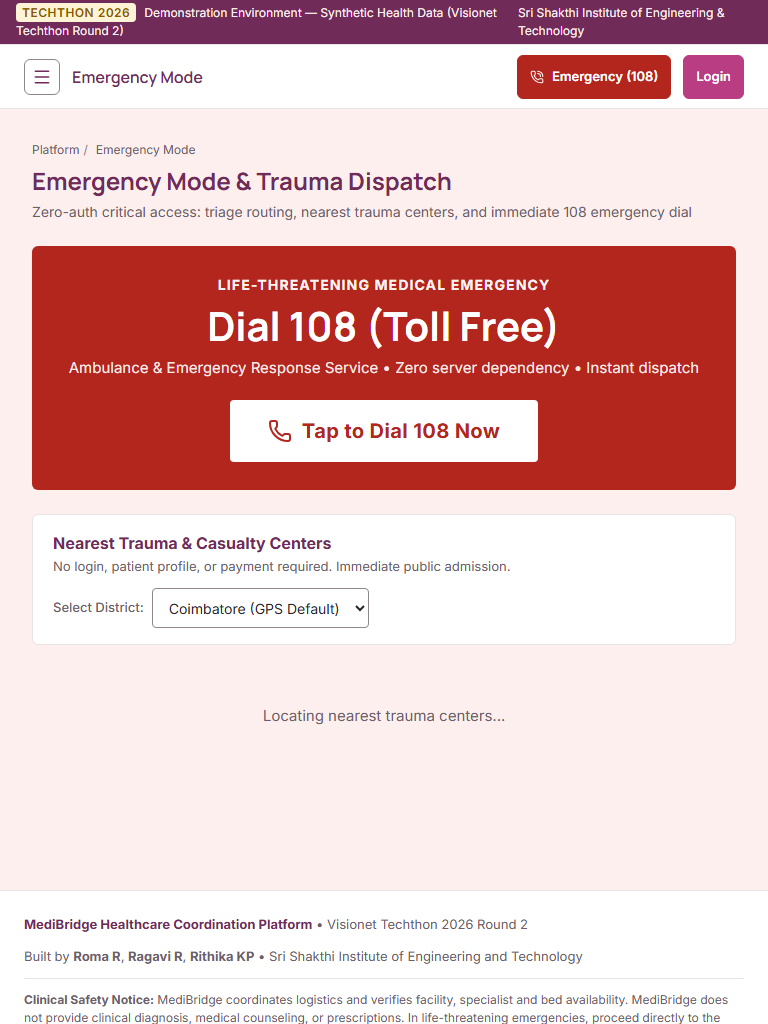 TECHTHON 2026 Demonstration Environment — Synthetic Health Data (Visionet
Techthon Round 2)
Sri Shakthi Institute of Engineering &
Technology
Emergency Mode
Emergency (108)
Login
Platform / Emergency Mode
Emergency Mode & Trauma Dispatch
Zero-auth critical access: triage routing, nearest trauma centers, and immediate 108 emergency dial
LIFE-THREATENING MEDICAL EMERGENCY
Dial 108 (Toll Free)
Ambulance & Emergency Response Service • Zero server dependency • Instant dispatch
Tap to Dial 108 Now
Nearest Trauma & Casualty Centers
No login, patient profile, or payment required. Immediate public admission.
Select District: Coimbatore (GPS Default)
Locating nearest trauma centers...
MediBridge Healthcare Coordination Platform • Visionet Techthon 2026 Round 2
Built by Roma R, Ragavi R, Rithika KP • Sri Shakthi Institute of Engineering and Technology
Clinical Safety Notice: MediBridge coordinates logistics and verifies facility, specialist and bed availability. MediBridge does
not provide clinical diagnosis, medical counseling, or prescriptions. In life-threatening emergencies, proceed directly to the